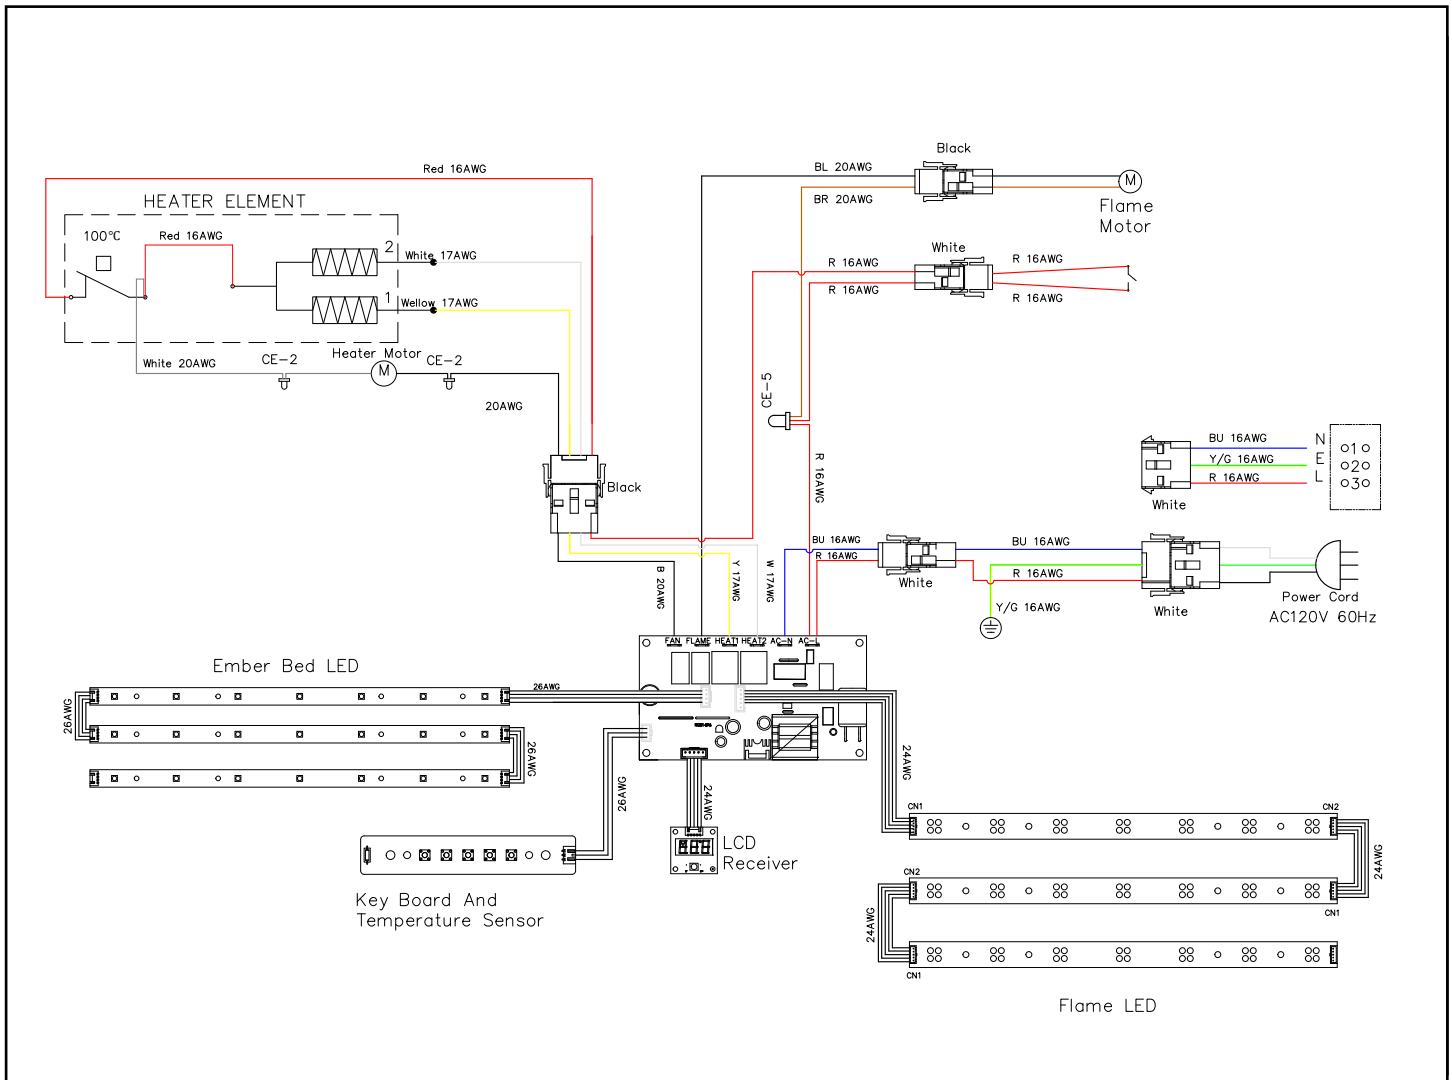 Black
BL 20AWG
M
BR 20AWG
Flame
Motor
Red 16AWG
HEATER ELEMENT
100℃
Red 16AWG
2
White 17AWG
1
Wellow 17AWG
White
R 16AWG
R 16AWG
R 16AWG
R 16AWG
White 20AWG
CE-2
Heater Motor
M
CE-2
20AWG
CE-5
R 16AWG
Black
BU 16AWG
N
Y/G 16AWG
E
R 16AWG
L
1
2
3
White
BU 16AWG
R 16AWG
White
BU 16AWG
R 16AWG
Y/G 16AWG
White
Power Cord
AC120V 60Hz
B 20AWG
Y 17AWG
W 17AWG
FAN
FLAME
HEAT1
HEAT2
AC-N
AC-L
Ember Bed LED
26AWG
26AWG
26AWG
26AWG
24AWG
24AWG
LCD
Receiver
Key Board And
Temperature Sensor
CN1
CN2
24AWG
CN2
CN1
24AWG
CN1
Flame LED